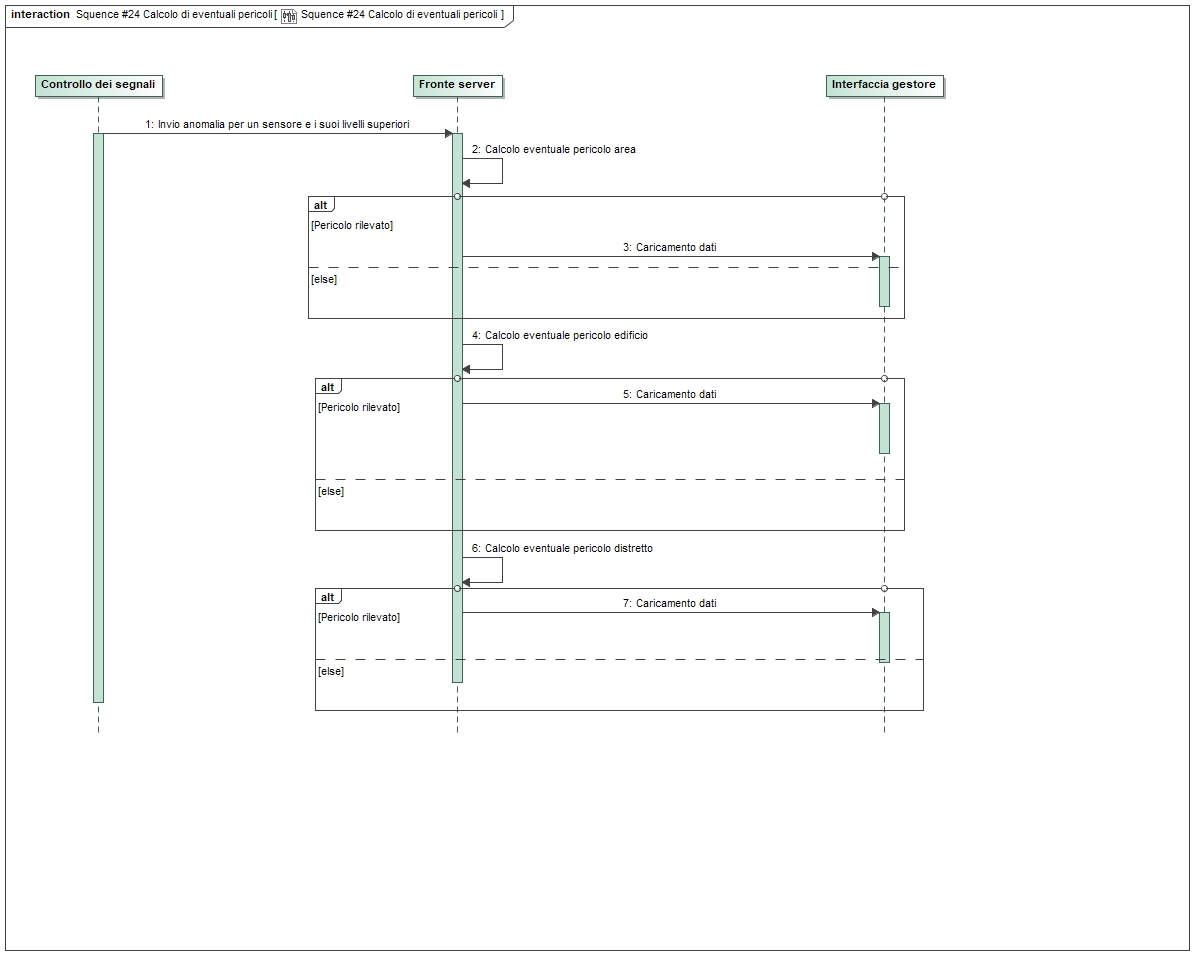 interaction Squence #24 Calcolo di eventuali pericoli[ Squence #24 Calcolo di eventuali pericoli ]
Controllo dei segnali
Fronte server
Interfaccia gestore
1: Invio anomalia per un sensore e i suoi livelli superiori
2: Calcolo eventuale pericolo area
alt
[Pericolo rilevato]
3: Caricamento dati
[else]
4: Calcolo eventuale pericolo edificio
alt
5: Caricamento dati
[Pericolo rilevato]
[else]
6: Calcolo eventuale pericolo distretto
alt
7: Caricamento dati
[Pericolo rilevato]
[else]